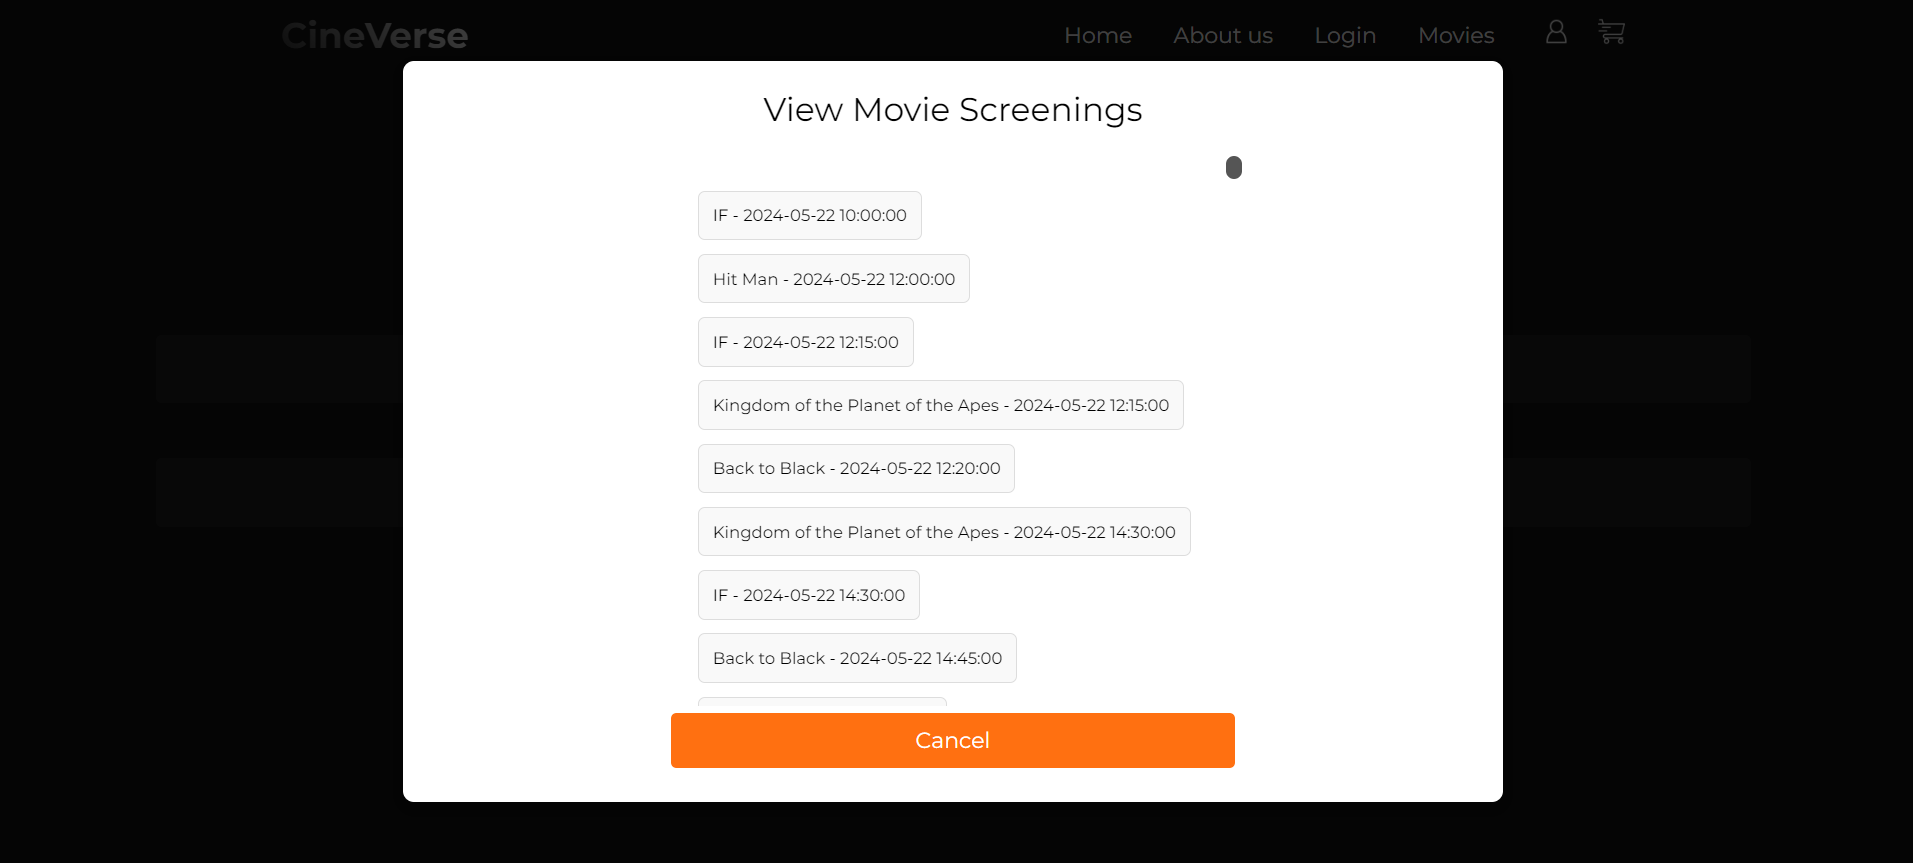 CineVerse
Home About us Login Movies
View Movie Screenings
IF - 2024-05-22 10:00:00
Hit Man - 2024-05-22 12:00:00
IF - 2024-05-22 12:15:00
Kingdom of the Planet of the Apes - 2024-05-22 12:15:00
Back to Black - 2024-05-22 12:20:00
Kingdom of the Planet of the Apes - 2024-05-22 14:30:00
IF - 2024-05-22 14:30:00
Back to Black - 2024-05-22 14:45:00
Cancel